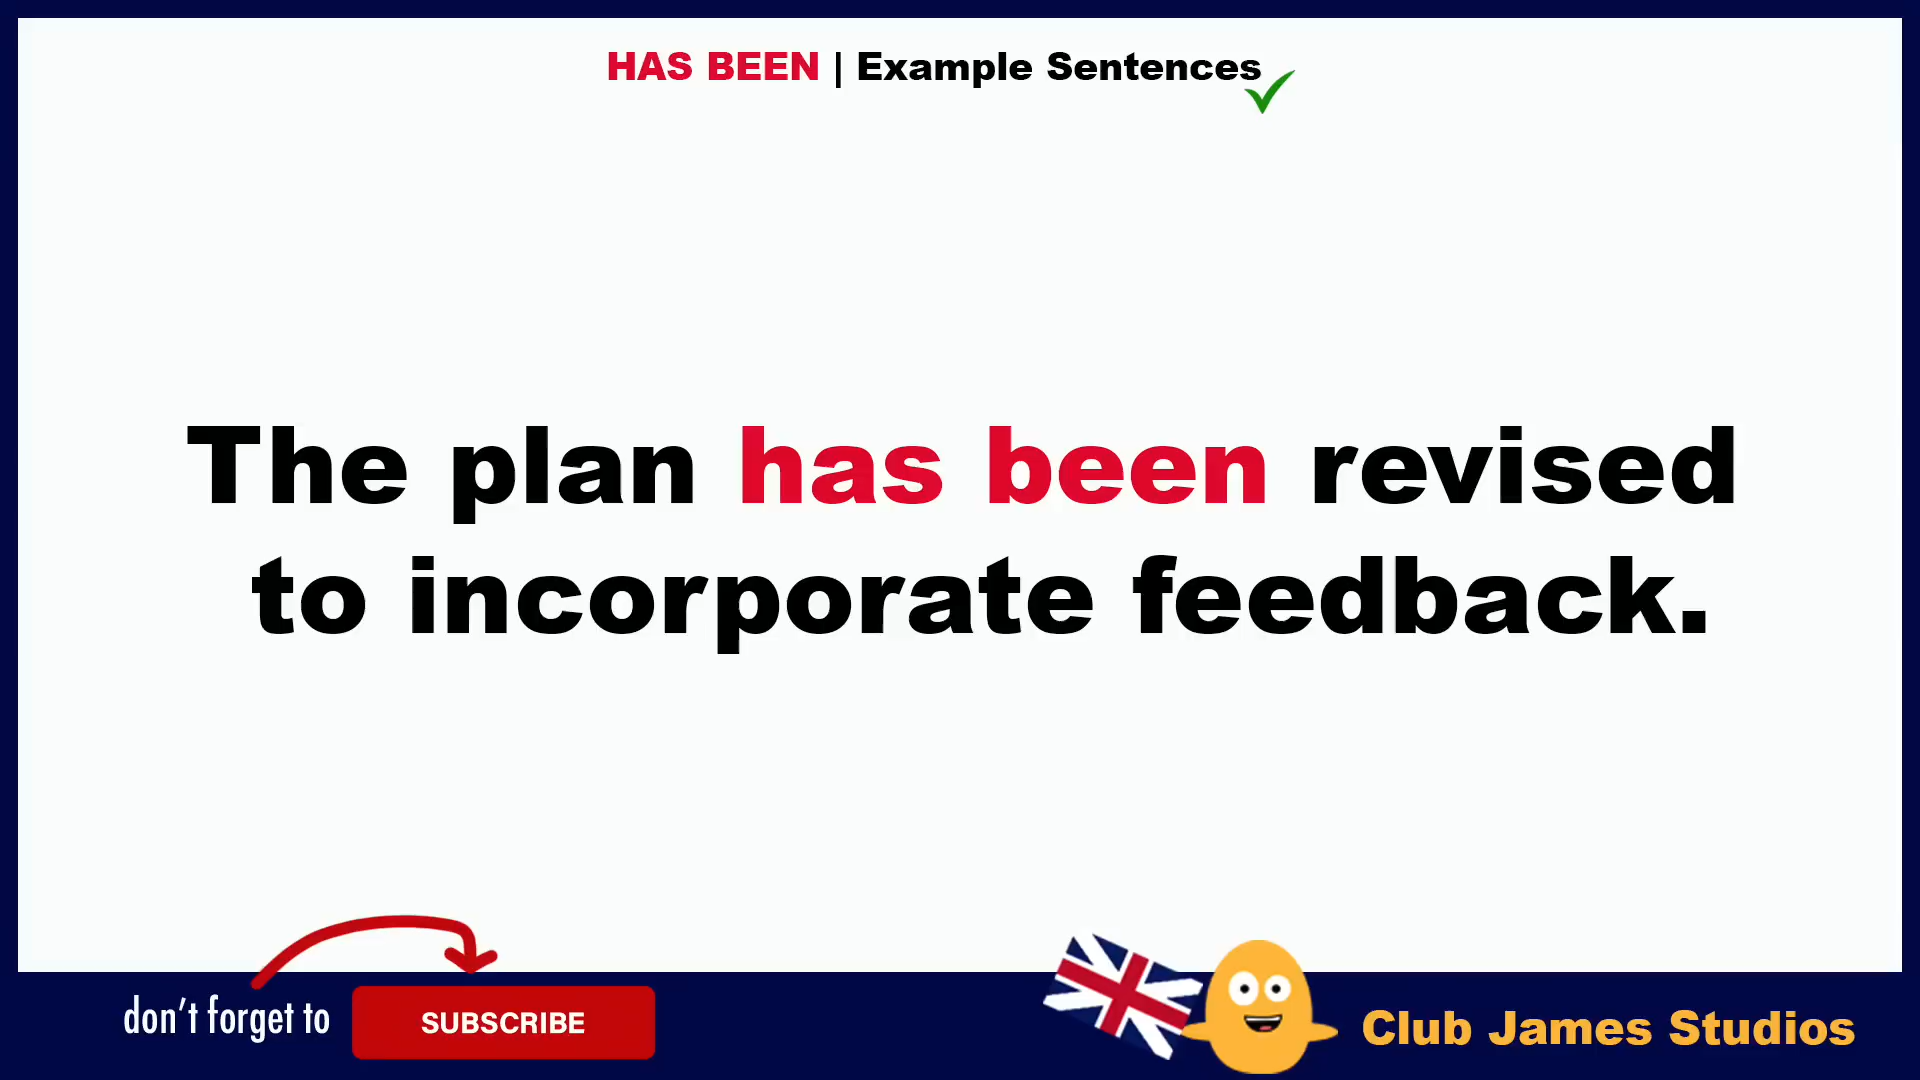 HAS BEEN | Example Sentences
The plan has been revised
to incorporate feedback.
don't forget to
SUBSCRIBE
Club James Studios